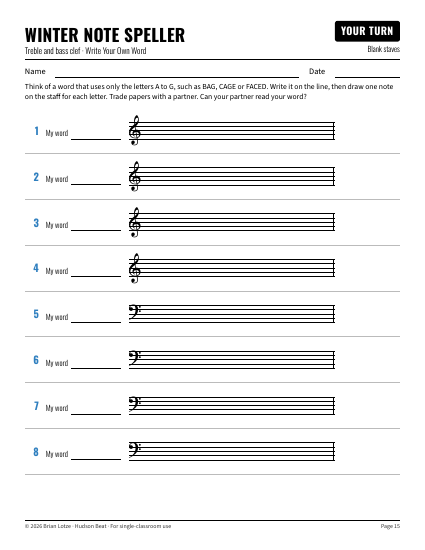 WINTER NOTE SPELLER
YOUR TURN
Treble and bass clef · Write Your Own Word
Blank staves
Name
Date
Think of a word that uses only the letters A to G, such as BAG, CAGE or FACED. Write it on the line, then draw one note
on the staff for each letter. Trade papers with a partner. Can your partner read your word?
1 My word
2 My word
3 My word
4 My word
5 My word
6 My word
7 My word
8 My word
© 2026 Brian Lotze · Hudson Beat · For single-classroom use
Page 15